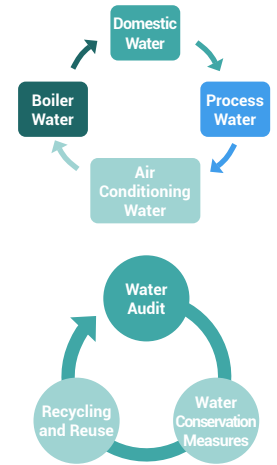 Domestic
Water
Boiler
Water
Process
Water
Air
Conditioning
Water
Water
Audit
Recycling
and Reuse
Water
Conservation
Measures